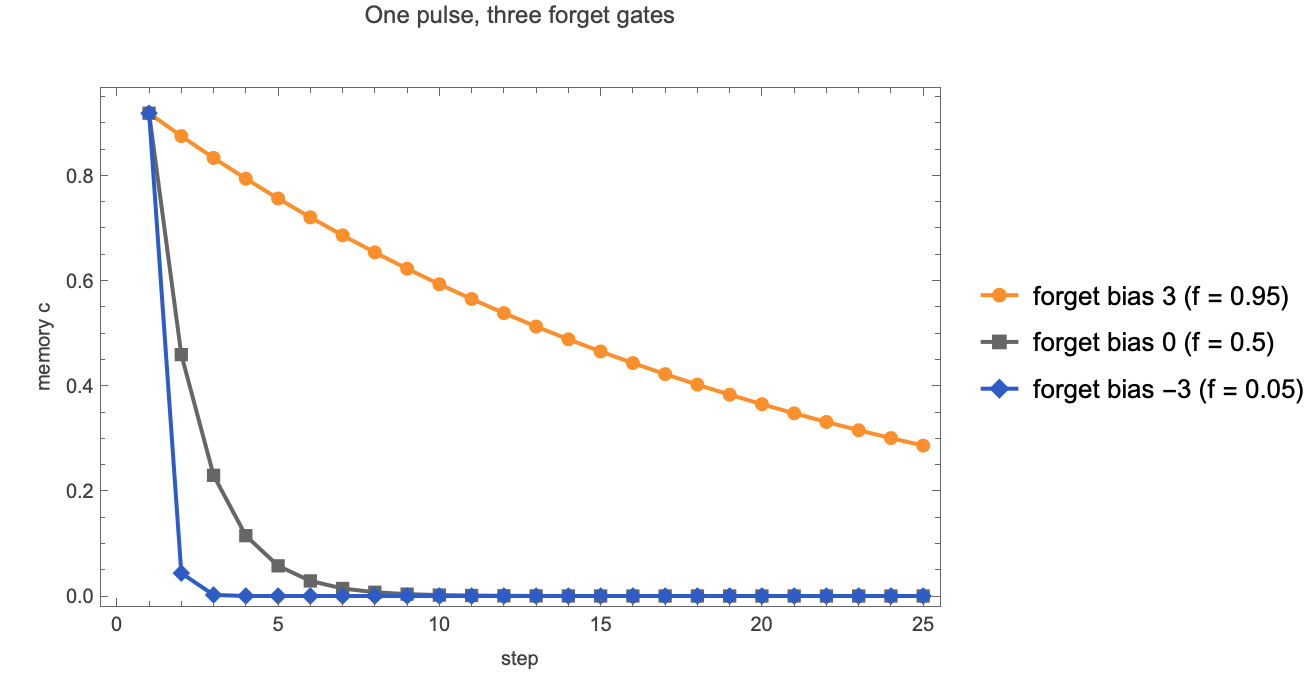 One pulse, three forget gates
memory c
0.8
0.6
0.4
0.2
0.0
0 5 10 15 20 25
step
forget bias 3 (f = 0.95)
forget bias 0 (f = 0.5)
forget bias −3 (f = 0.05)